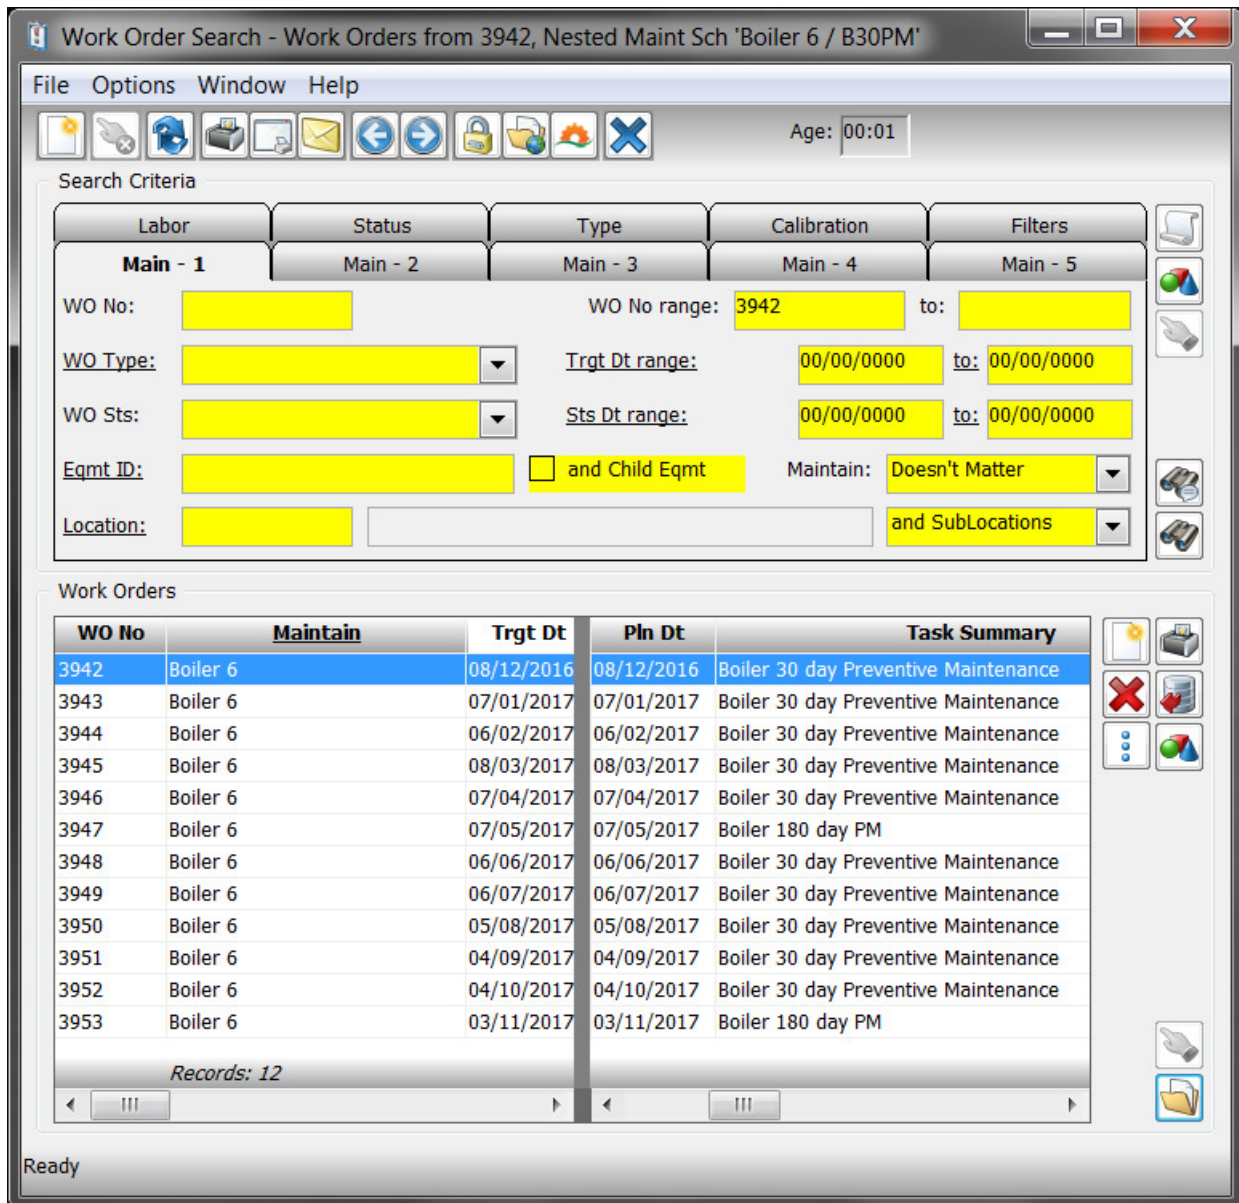 Work Order Search - Work Orders from 3942, Nested Maint Sch 'Boiler 6 / B30PM'
File Options Window Help
Age: 00:01
Search Criteria
Labor Status Type Calibration Filters
Main - 1 Main - 2 Main - 3 Main - 4 Main - 5
WO No: WO No range: 3942 to:
WO Type: Trgt Dt range: 00/00/0000 to: 00/00/0000
WO Sts: Sts Dt range: 00/00/0000 to: 00/00/0000
Eqmt ID: and Child Eqmt Maintain: Doesn't Matter
Location: and SubLocations
Work Orders
WO No Maintain Trgt Dt Pln Dt Task Summary
3942 Boiler 6 08/12/2016 08/12/2016 Boiler 30 day Preventive Maintenance
3943 Boiler 6 07/01/2017 07/01/2017 Boiler 30 day Preventive Maintenance
3944 Boiler 6 06/02/2017 06/02/2017 Boiler 30 day Preventive Maintenance
3945 Boiler 6 08/03/2017 08/03/2017 Boiler 30 day Preventive Maintenance
3946 Boiler 6 07/04/2017 07/04/2017 Boiler 30 day Preventive Maintenance
3947 Boiler 6 07/05/2017 07/05/2017 Boiler 180 day PM
3948 Boiler 6 06/06/2017 06/06/2017 Boiler 30 day Preventive Maintenance
3949 Boiler 6 06/07/2017 06/07/2017 Boiler 30 day Preventive Maintenance
3950 Boiler 6 05/08/2017 05/08/2017 Boiler 30 day Preventive Maintenance
3951 Boiler 6 04/09/2017 04/09/2017 Boiler 30 day Preventive Maintenance
3952 Boiler 6 04/10/2017 04/10/2017 Boiler 30 day Preventive Maintenance
3953 Boiler 6 03/11/2017 03/11/2017 Boiler 180 day PM
Records: 12
Ready